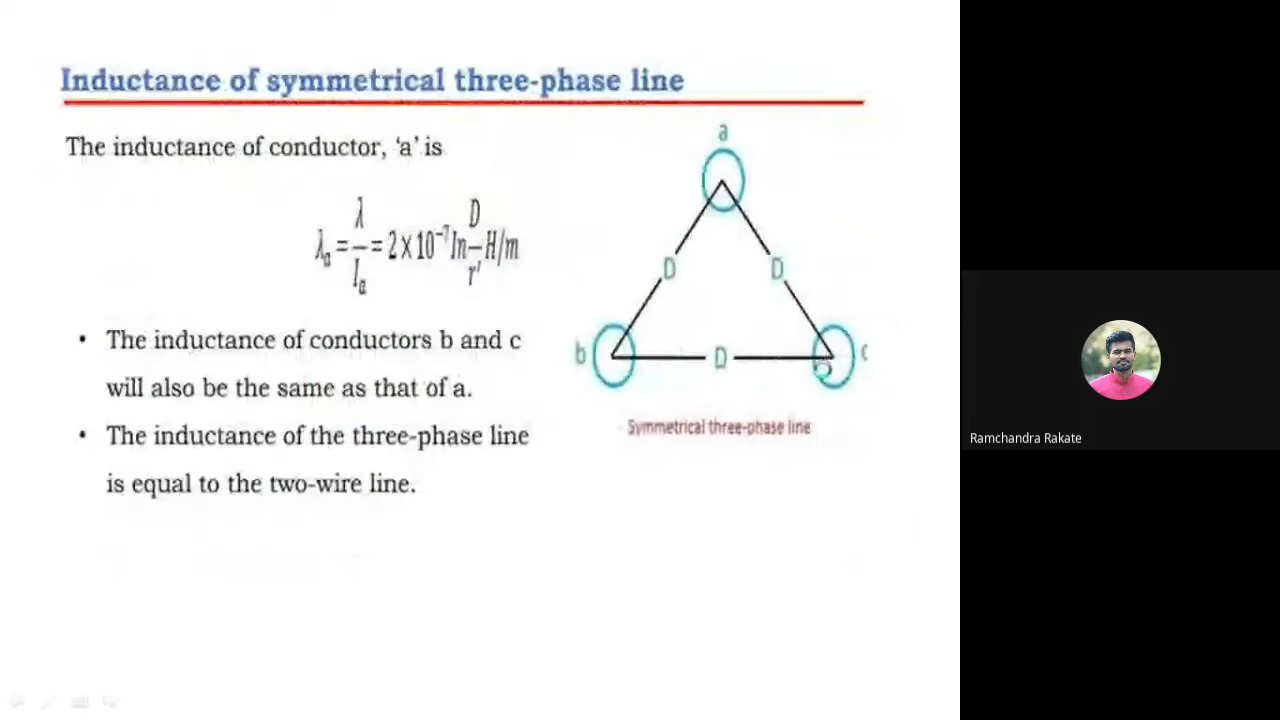 Inductance of symmetrical three-phase line
The inductance of conductor, ‘a’ is
λₐ = λ/Iₐ = 2 × 10⁻⁷ ln D/r' H/m
• The inductance of conductors b and c
will also be the same as that of a.
• The inductance of the three-phase line
is equal to the two-wire line.
a
D D
b D c
Symmetrical three-phase line
Ramchandra Rakate